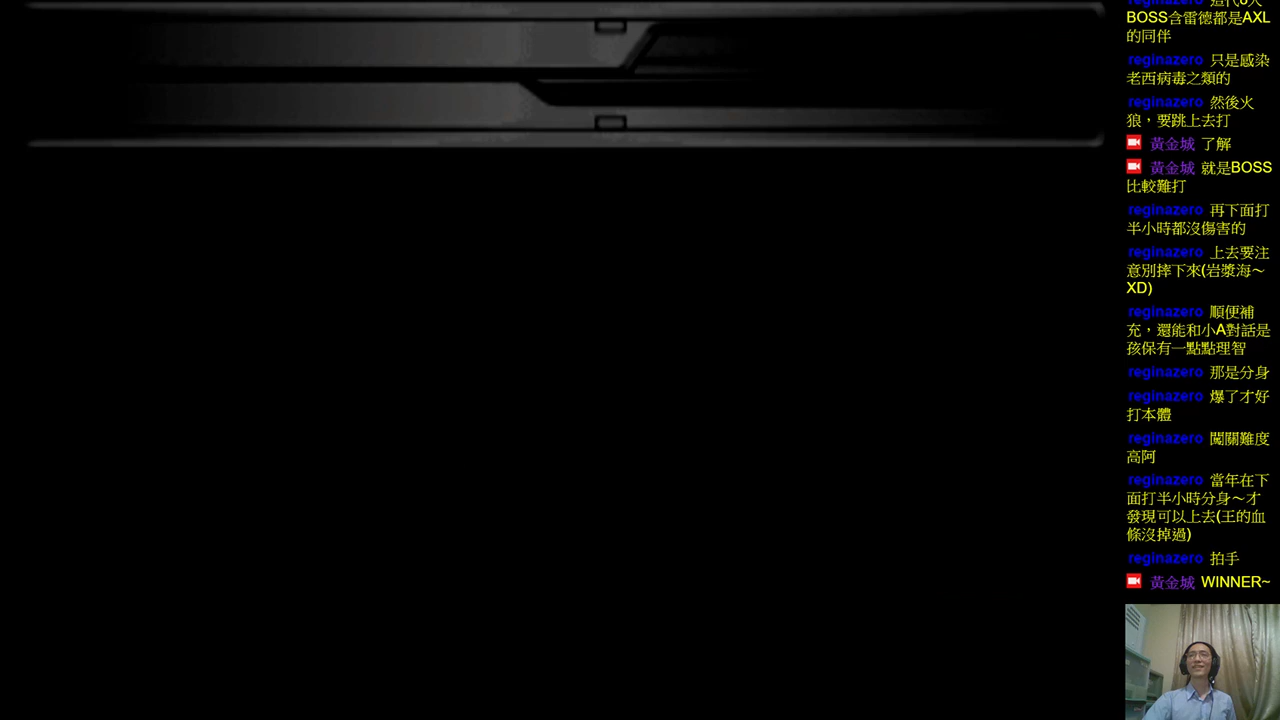 BOSS含雷德都是AXL
的同伴
reginazero 只是感染
老西病毒之類的
reginazero 然後火
狼，要跳上去打
黃金城 了解
黃金城 就是BOSS
比較難打
reginazero 再下面打
半小時都沒傷害的
reginazero 上去要注
意別摔下來(岩漿海～
XD)
reginazero 順便補
充，還能和小A對話是
孩保有一點點理智
reginazero 那是分身
reginazero 爆了才好
打本體
reginazero 闖關難度
高阿
reginazero 當年在下
面打半小時分身～才
發現可以上去(王的血
條沒掉過)
reginazero 拍手
黃金城 WINNER~